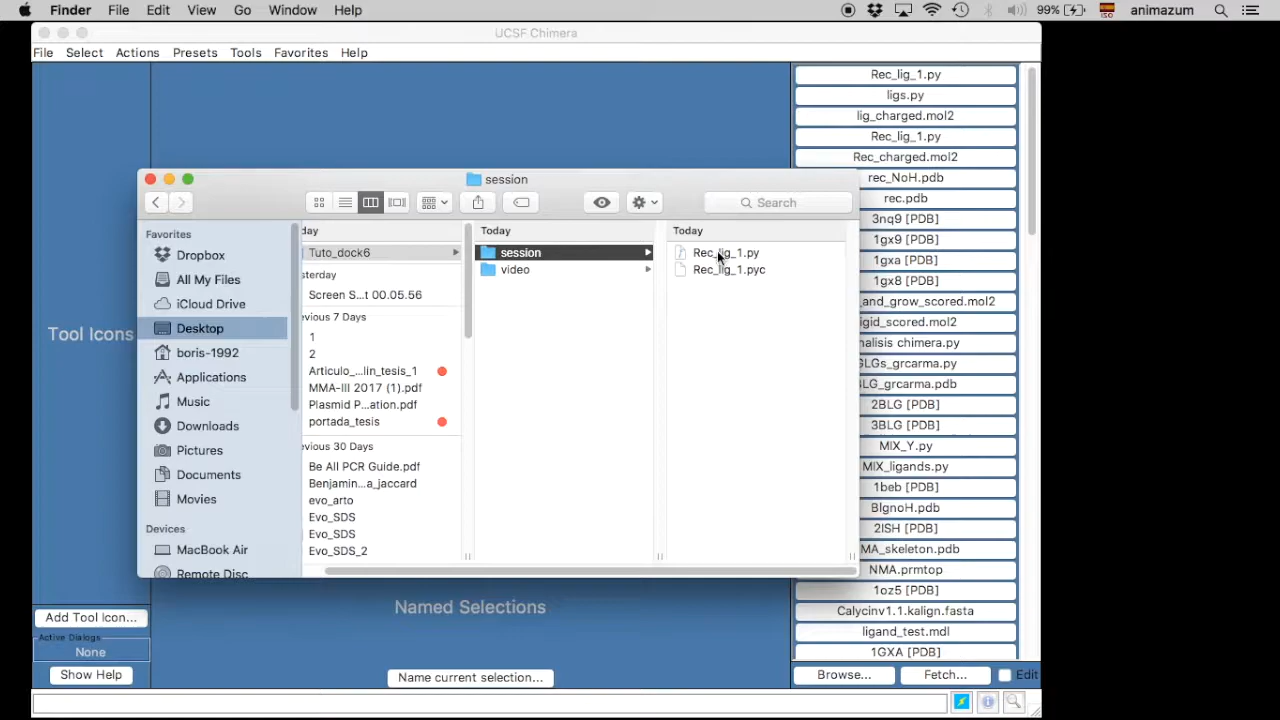 Finder File Edit View Go Window Help 99% ISO animazum
UCSF Chimera
File Select Actions Presets Tools Favorites Help
Tool Icons
Add Tool Icon...
Active Dialogs
None
Show Help
session
Search
Favorites
Dropbox
All My Files
iCloud Drive
Desktop
boris-1992
Applications
Music
Downloads
Pictures
Documents
Movies
Devices
MacBook Air
Remote Disc
day
Tuto_dock6
sterday
Screen S...t 00.05.56
evious 7 Days
1
2
Articulo_...lin_tesis_1
MMA-III 2017 (1).pdf
Plasmid P...ation.pdf
portada_tesis
evious 30 Days
Be All PCR Guide.pdf
Benjamin...a_jaccard
evo_arto
Evo_SDS
Evo_SDS
Evo_SDS_2
Today
session
video
Today
Rec_lig_1.py
Rec_lig_1.pyc
Named Selections
Name current selection...
Rec_lig_1.py
ligs.py
lig_charged.mol2
Rec_lig_1.py
Rec_charged.mol2
rec_NoH.pdb
rec.pdb
3nq9 [PDB]
1gx9 [PDB]
1gxa [PDB]
1gx8 [PDB]
_and_grow_scored.mol2
igid_scored.mol2
nalisis chimera.py
GLGs_grcarma.py
BLG_grcarma.pdb
2BLG [PDB]
3BLG [PDB]
MIX_Y.py
MIX_ligands.py
1beb [PDB]
BlgnoH.pdb
2ISH [PDB]
MA_skeleton.pdb
NMA.prmtop
1oz5 [PDB]
Calycinv1.1.kalign.fasta
ligand_test.mdl
1GXA [PDB]
Browse... Fetch... Edit